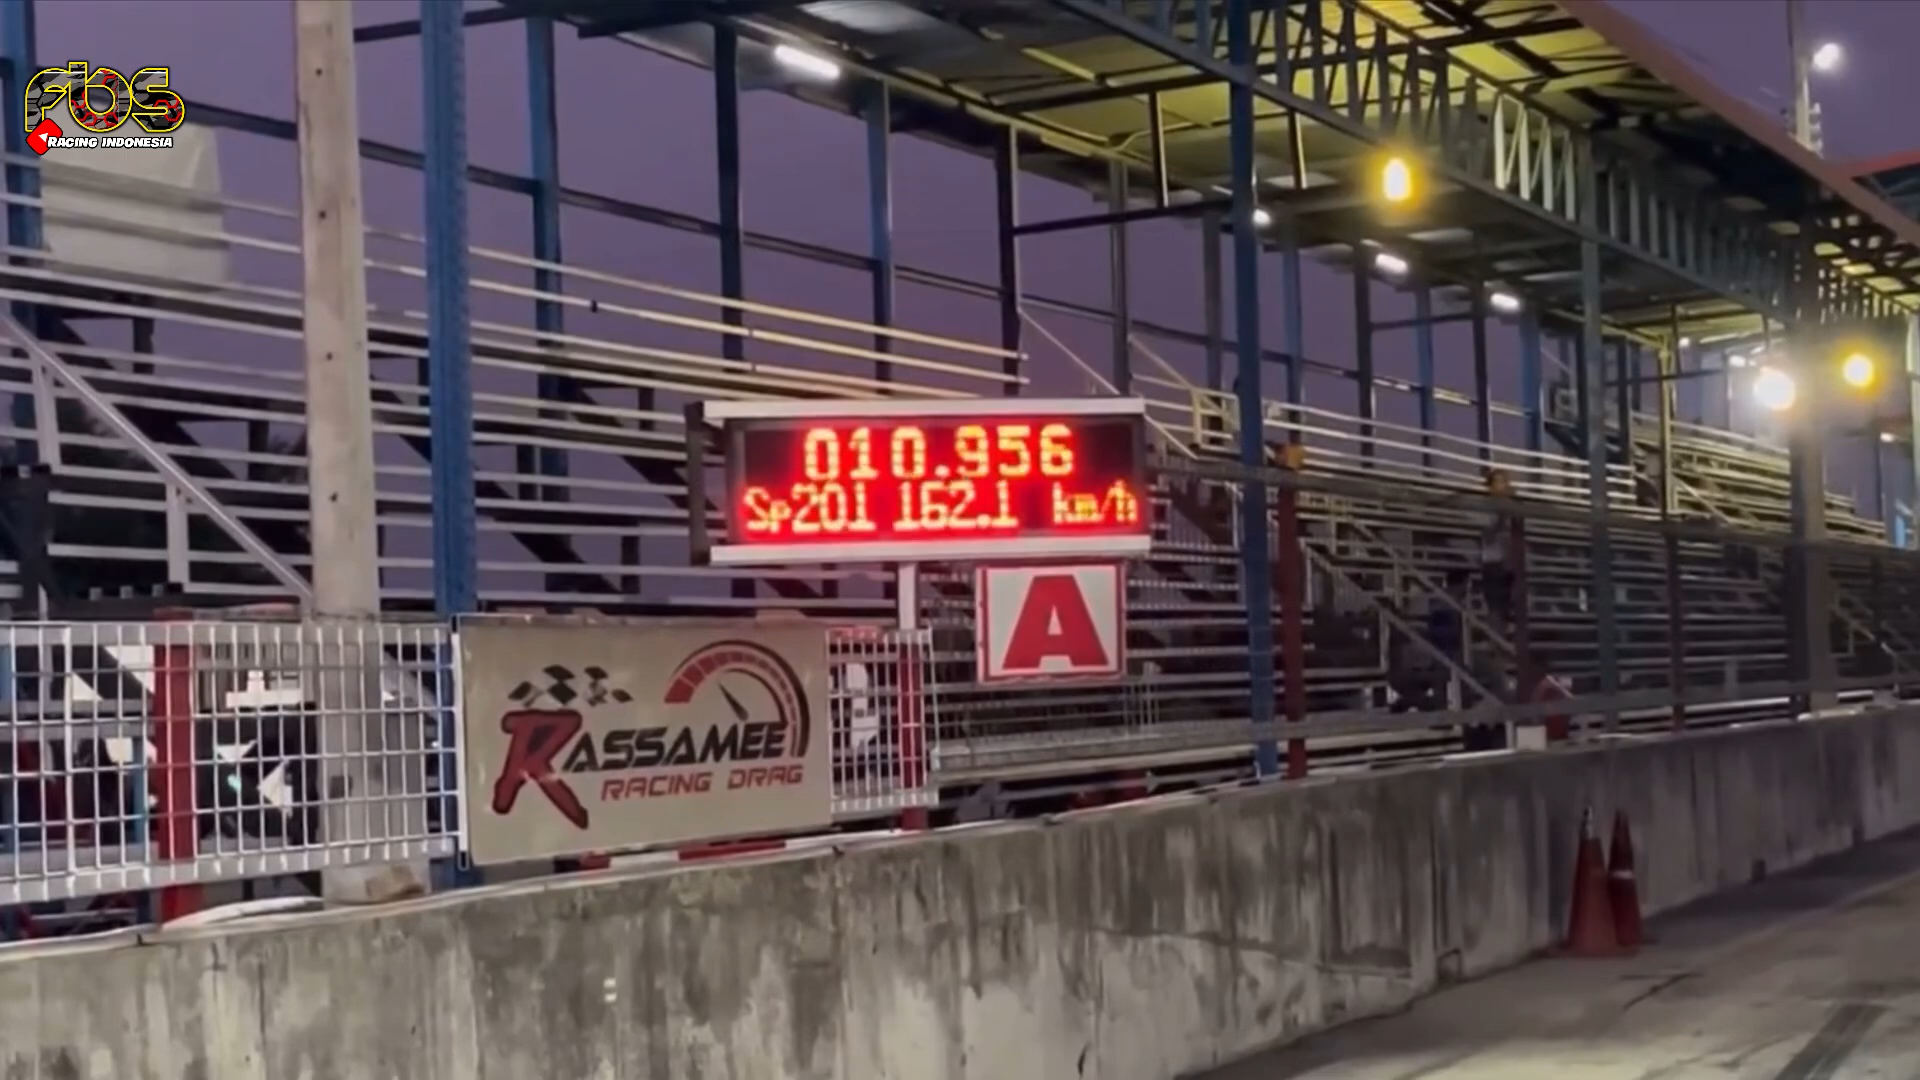 FBS
RACING INDONESIA
010.956
Sp201 162.1 km/h
A
RASSAMEE
RACING DRAG